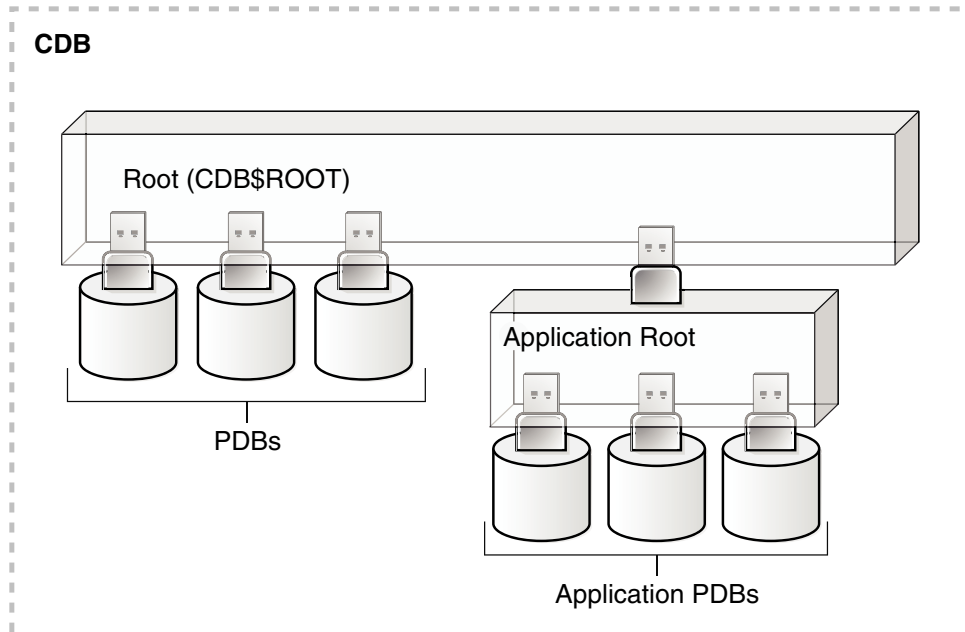 CDB
Root (CDB$ROOT)
Application Root
PDBs
Application PDBs